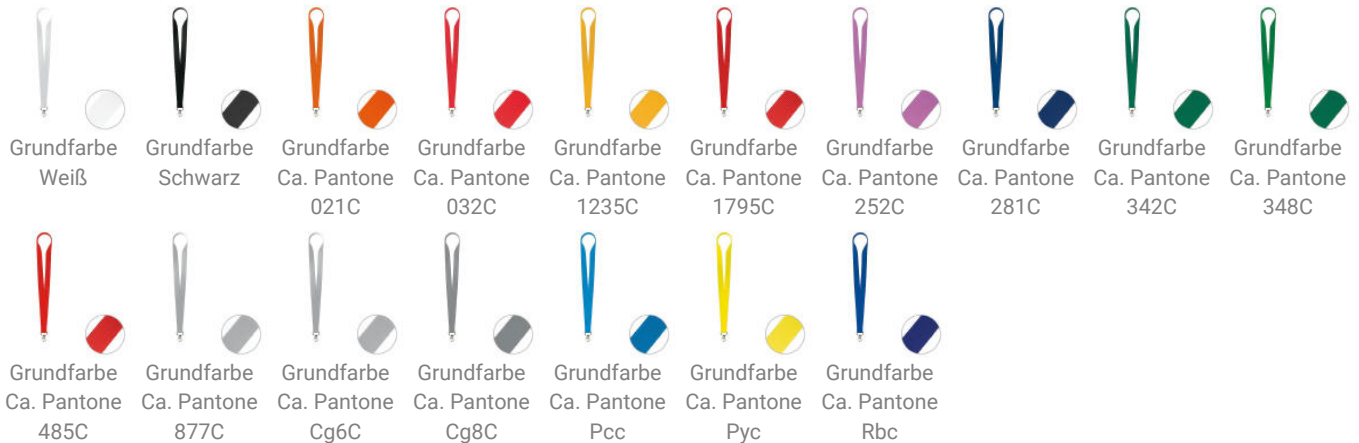 Grundfarbe Weiß
Grundfarbe Schwarz
Grundfarbe Ca. Pantone 021C
Grundfarbe Ca. Pantone 032C
Grundfarbe Ca. Pantone 1235C
Grundfarbe Ca. Pantone 1795C
Grundfarbe Ca. Pantone 252C
Grundfarbe Ca. Pantone 281C
Grundfarbe Ca. Pantone 342C
Grundfarbe Ca. Pantone 348C
Grundfarbe Ca. Pantone 485C
Grundfarbe Ca. Pantone 877C
Grundfarbe Ca. Pantone Cg6C
Grundfarbe Ca. Pantone Cg8C
Grundfarbe Ca. Pantone Pcc
Grundfarbe Ca. Pantone Pyc
Grundfarbe Ca. Pantone Rbc